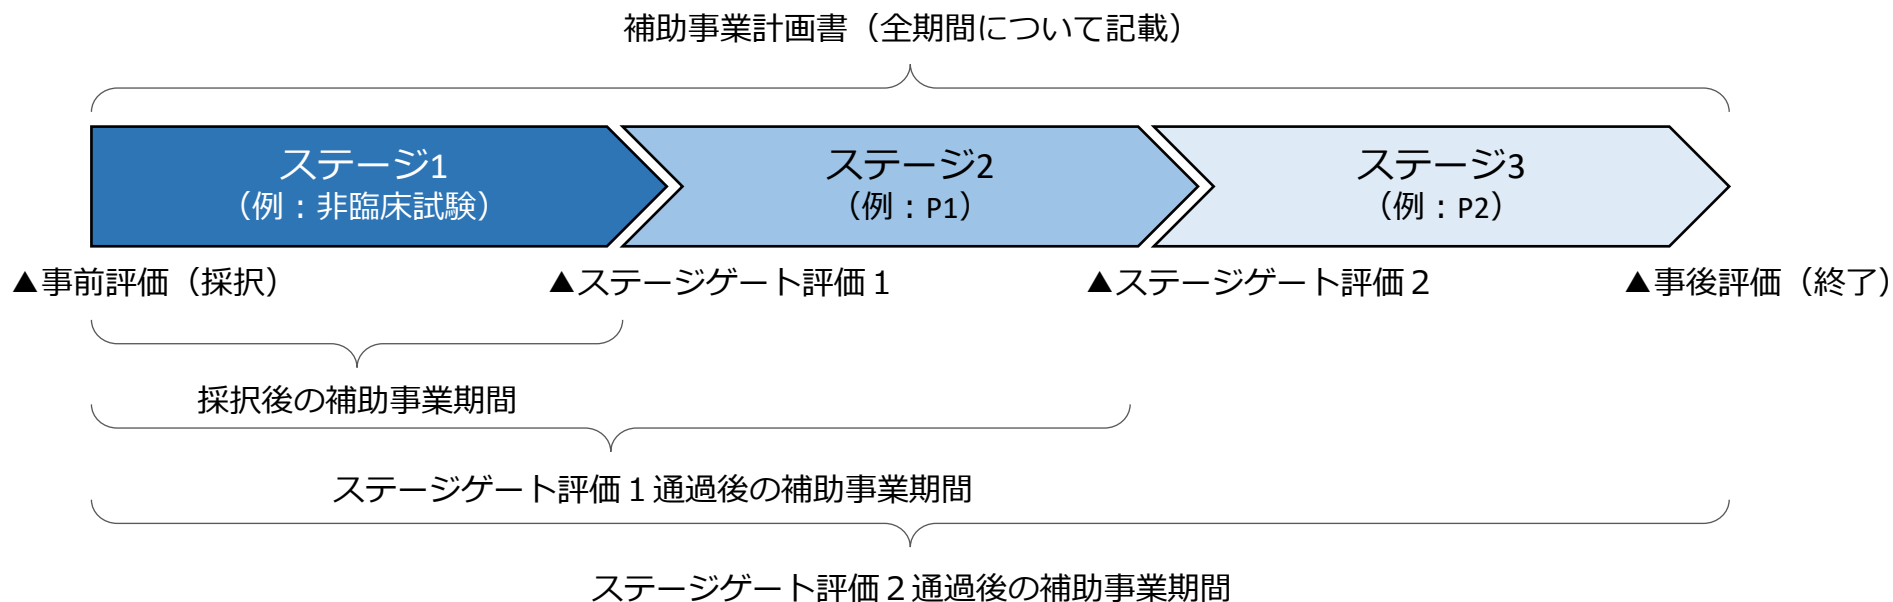 補助事業計画書（全期間について記載）
ステージ1
（例：非臨床試験）
ステージ2
（例：P1）
ステージ3
（例：P2）
▲事前評価（採択）
▲ステージゲート評価１
▲ステージゲート評価２
▲事後評価（終了）
採択後の補助事業期間
ステージゲート評価１通過後の補助事業期間
ステージゲート評価２通過後の補助事業期間